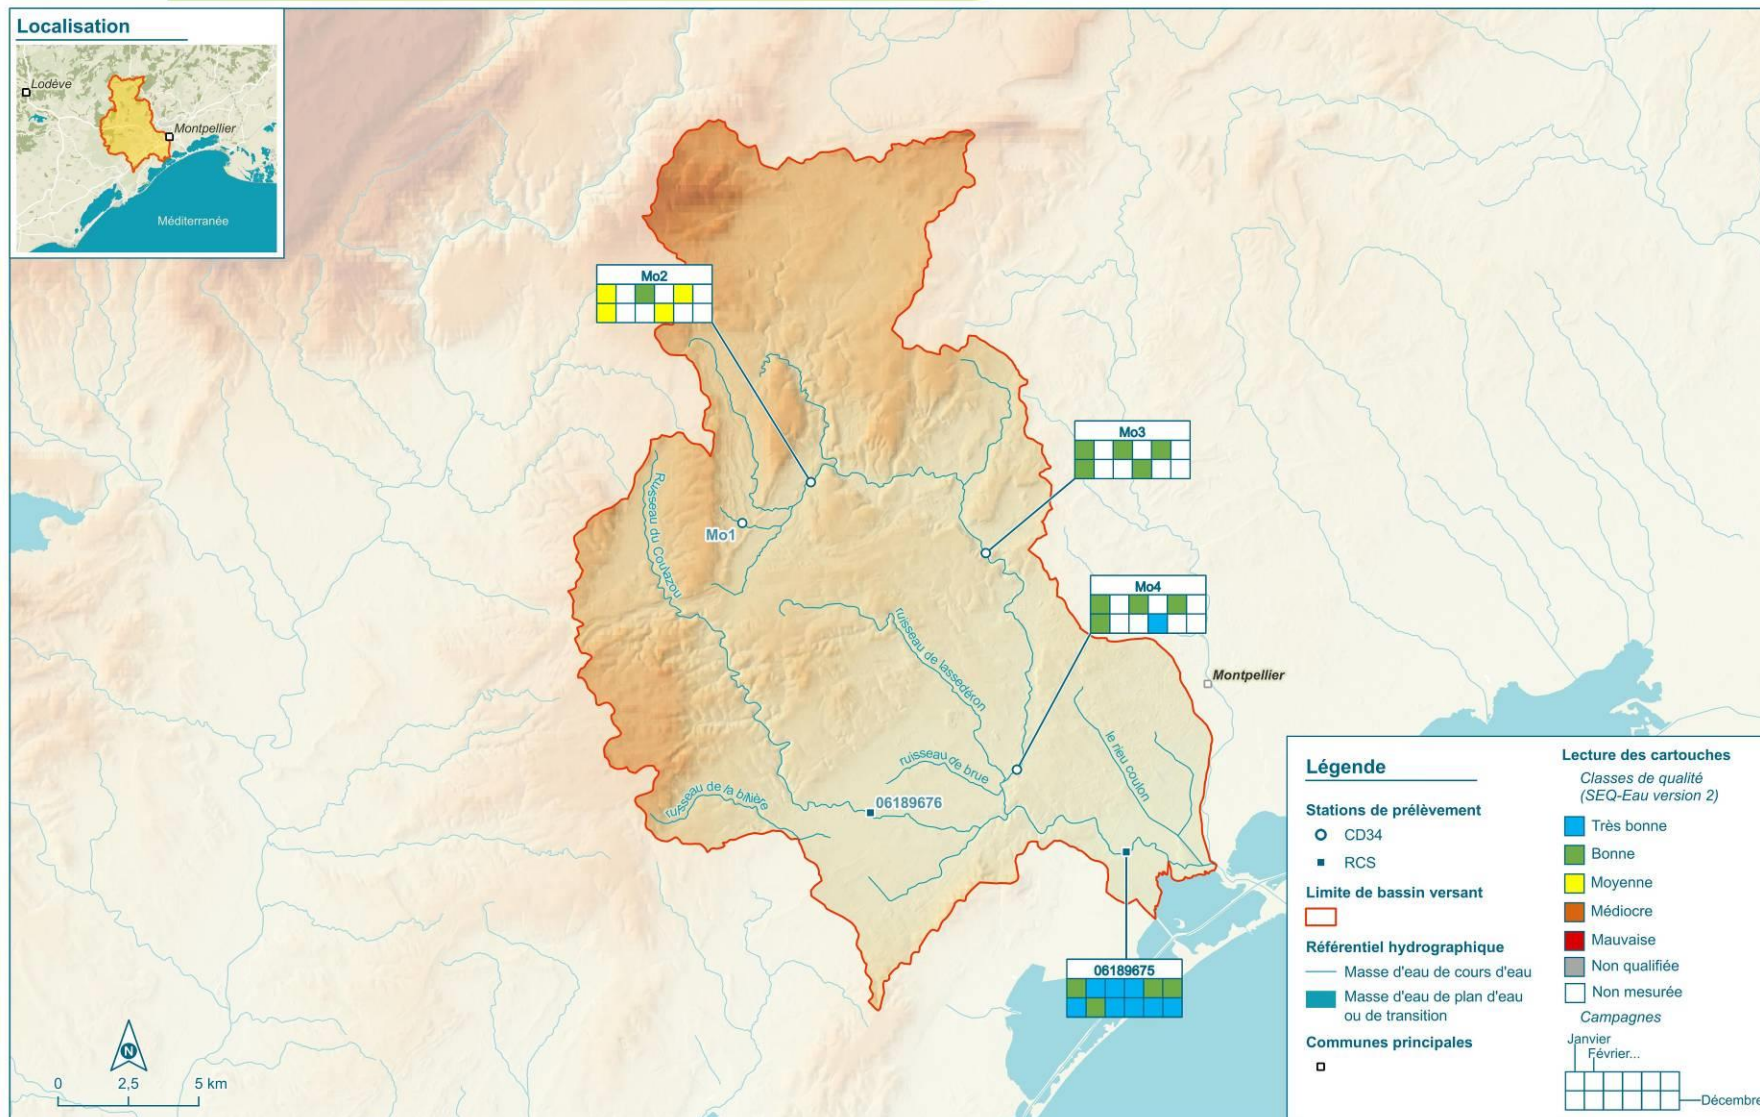 Localisation
Lodève
Montpellier
Méditerranée
Mo2
Mo3
Ruisseau du Coulazou
Mo1
Mo4
ruisseau de lassedéron
Montpellier
le rieu coulon
ruisseau de brue
ruisseau de la billière
06189676
06189675
N
0 2,5 5 km
Légende
Stations de prélèvement
CD34
RCS
Limite de bassin versant
Référentiel hydrographique
Masse d'eau de cours d'eau
Masse d'eau de plan d'eau
ou de transition
Communes principales
Lecture des cartouches
Classes de qualité
(SEQ-Eau version 2)
Très bonne
Bonne
Moyenne
Médiocre
Mauvaise
Non qualifiée
Non mesurée
Campagnes
Janvier
Février...
Décembre